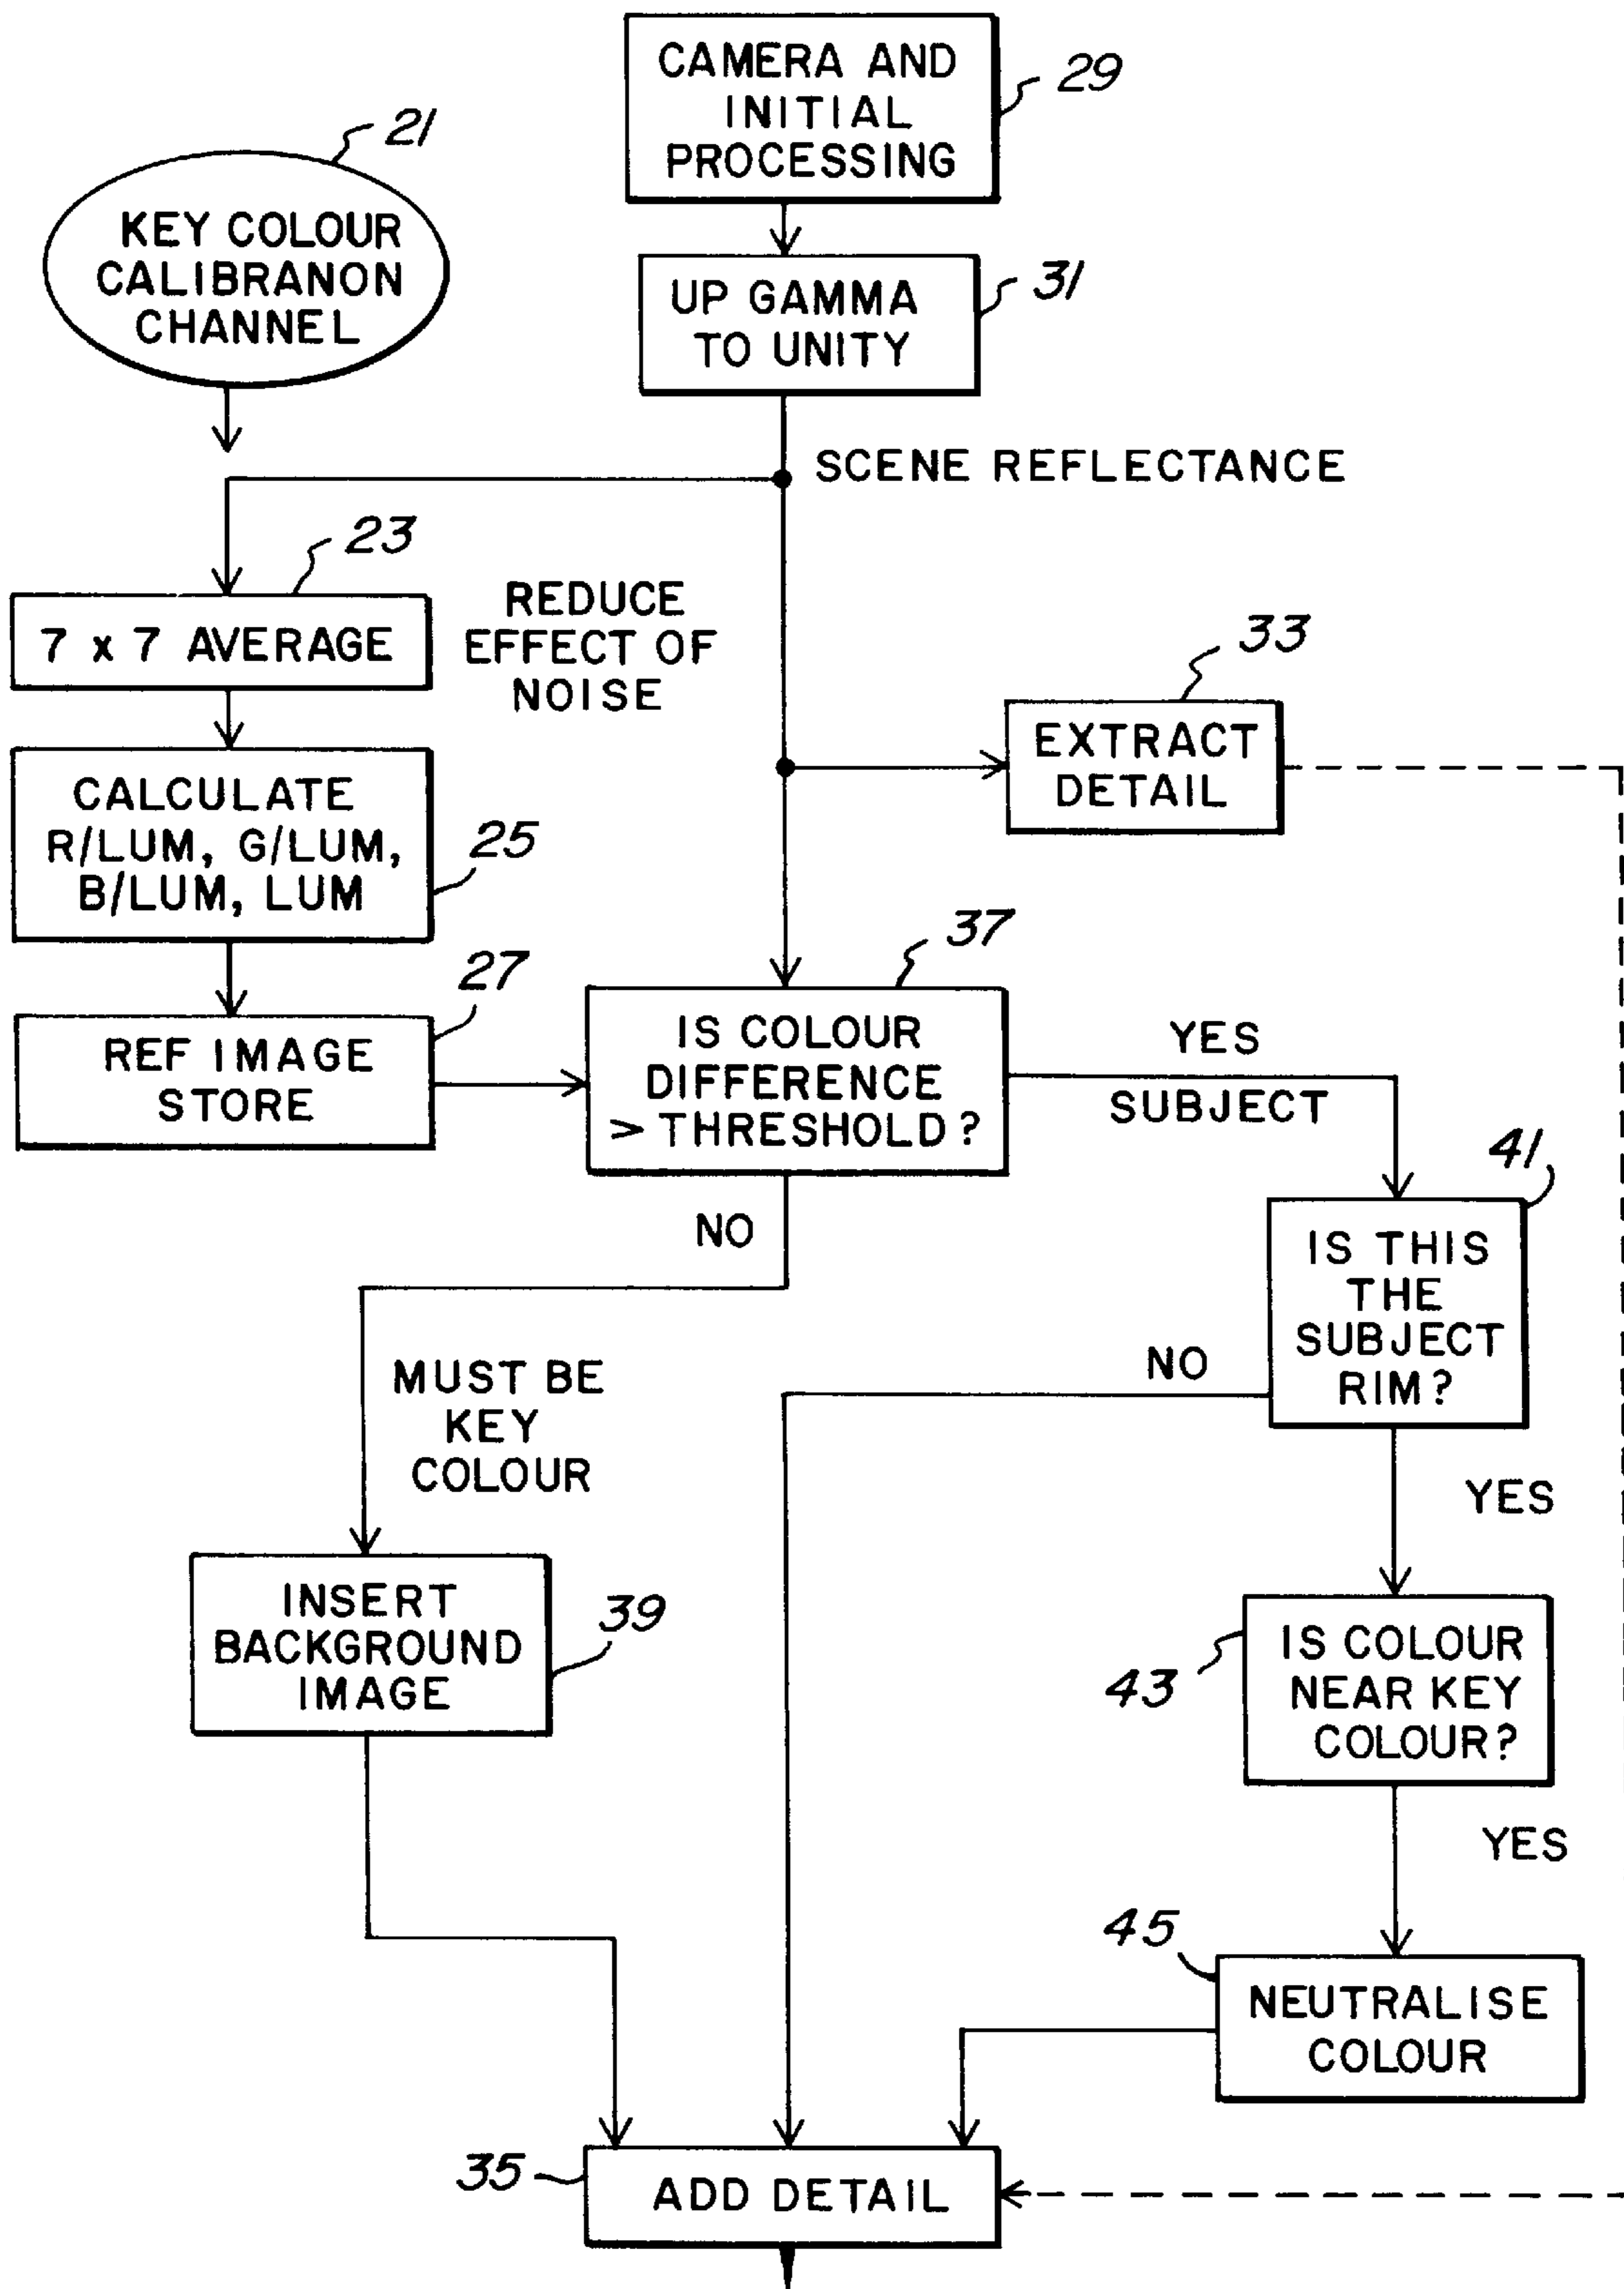 CAMERA AND
INITIAL
PROCESSING
29
21
KEY COLOUR
CALIBRANON
CHANNEL
UP GAMMA
TO UNITY
31
SCENE REFLECTANCE
23
7 x 7 AVERAGE
REDUCE
EFFECT OF
NOISE
33
EXTRACT
DETAIL
CALCULATE
R/LUM, G/LUM,
B/LUM, LUM
25
27
REF IMAGE
STORE
37
IS COLOUR
DIFFERENCE
> THRESHOLD?
YES
SUBJECT
41
IS THIS
THE
SUBJECT
RIM?
NO
NO
MUST BE
KEY
COLOUR
YES
INSERT
BACKGROUND
IMAGE
39
IS COLOUR
NEAR KEY
COLOUR?
43
YES
45
NEUTRALISE
COLOUR
35
ADD DETAIL